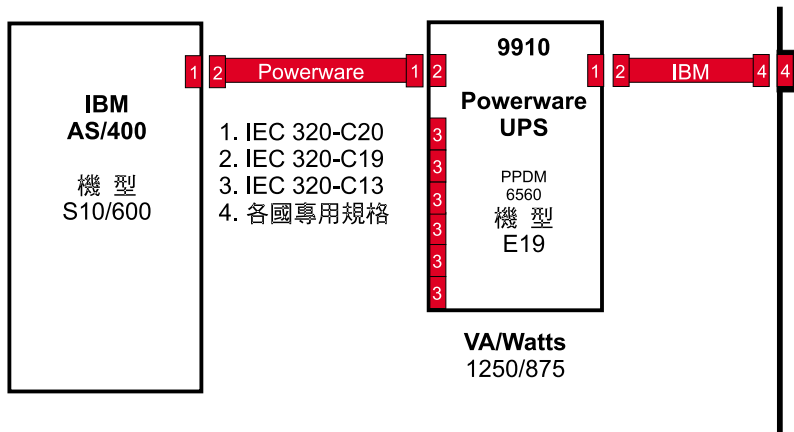 IBM
AS/400
機 型
S10/600
1
2 Powerware 1
1. IEC 320-C20
2. IEC 320-C19
3. IEC 320-C13
4. 各國專用規格
9910
2
1
Powerware
UPS
PPDM
6560
機 型
E19
3
3
3
3
3
3
VA/Watts
1250/875
2 IBM 4
4